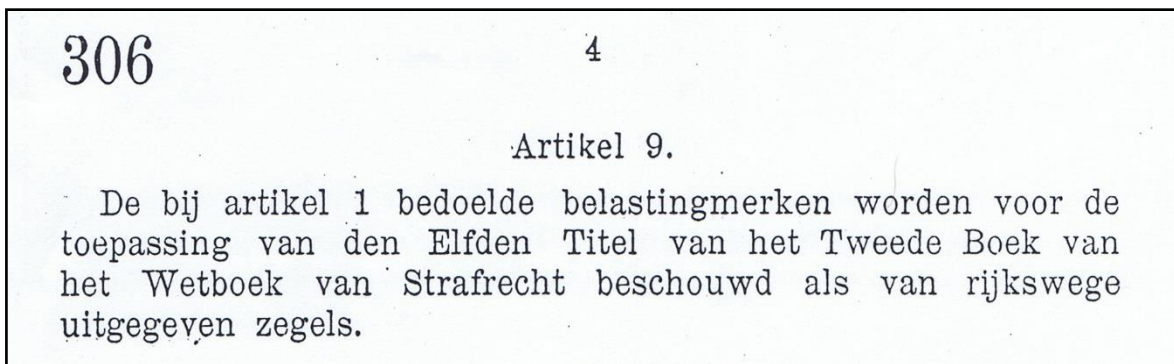 306
4
Artikel 9.
De bij artikel 1 bedoelde belastingmerken worden voor de
toepassing van den Elfden Titel van het Tweede Boek van
het Wetboek van Strafrecht beschouwd als van rijkswege
uitgegeven zegels.